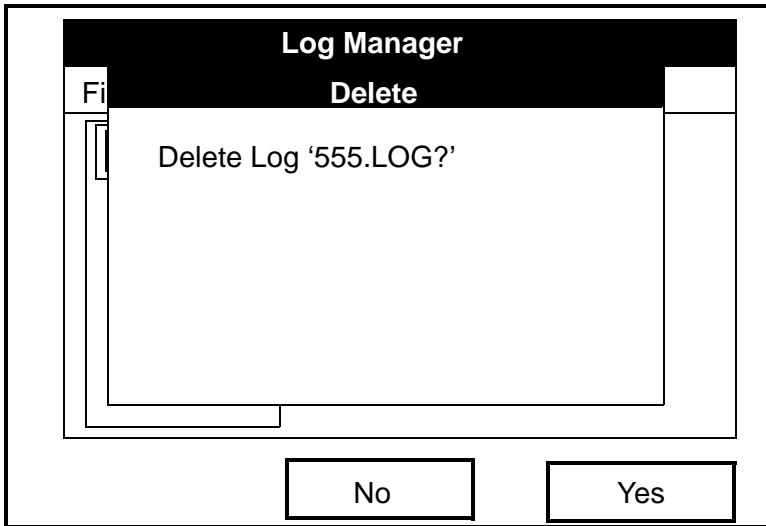 Log Manager
Fi
Delete
Delete Log ‘555.LOG?’
No
Yes